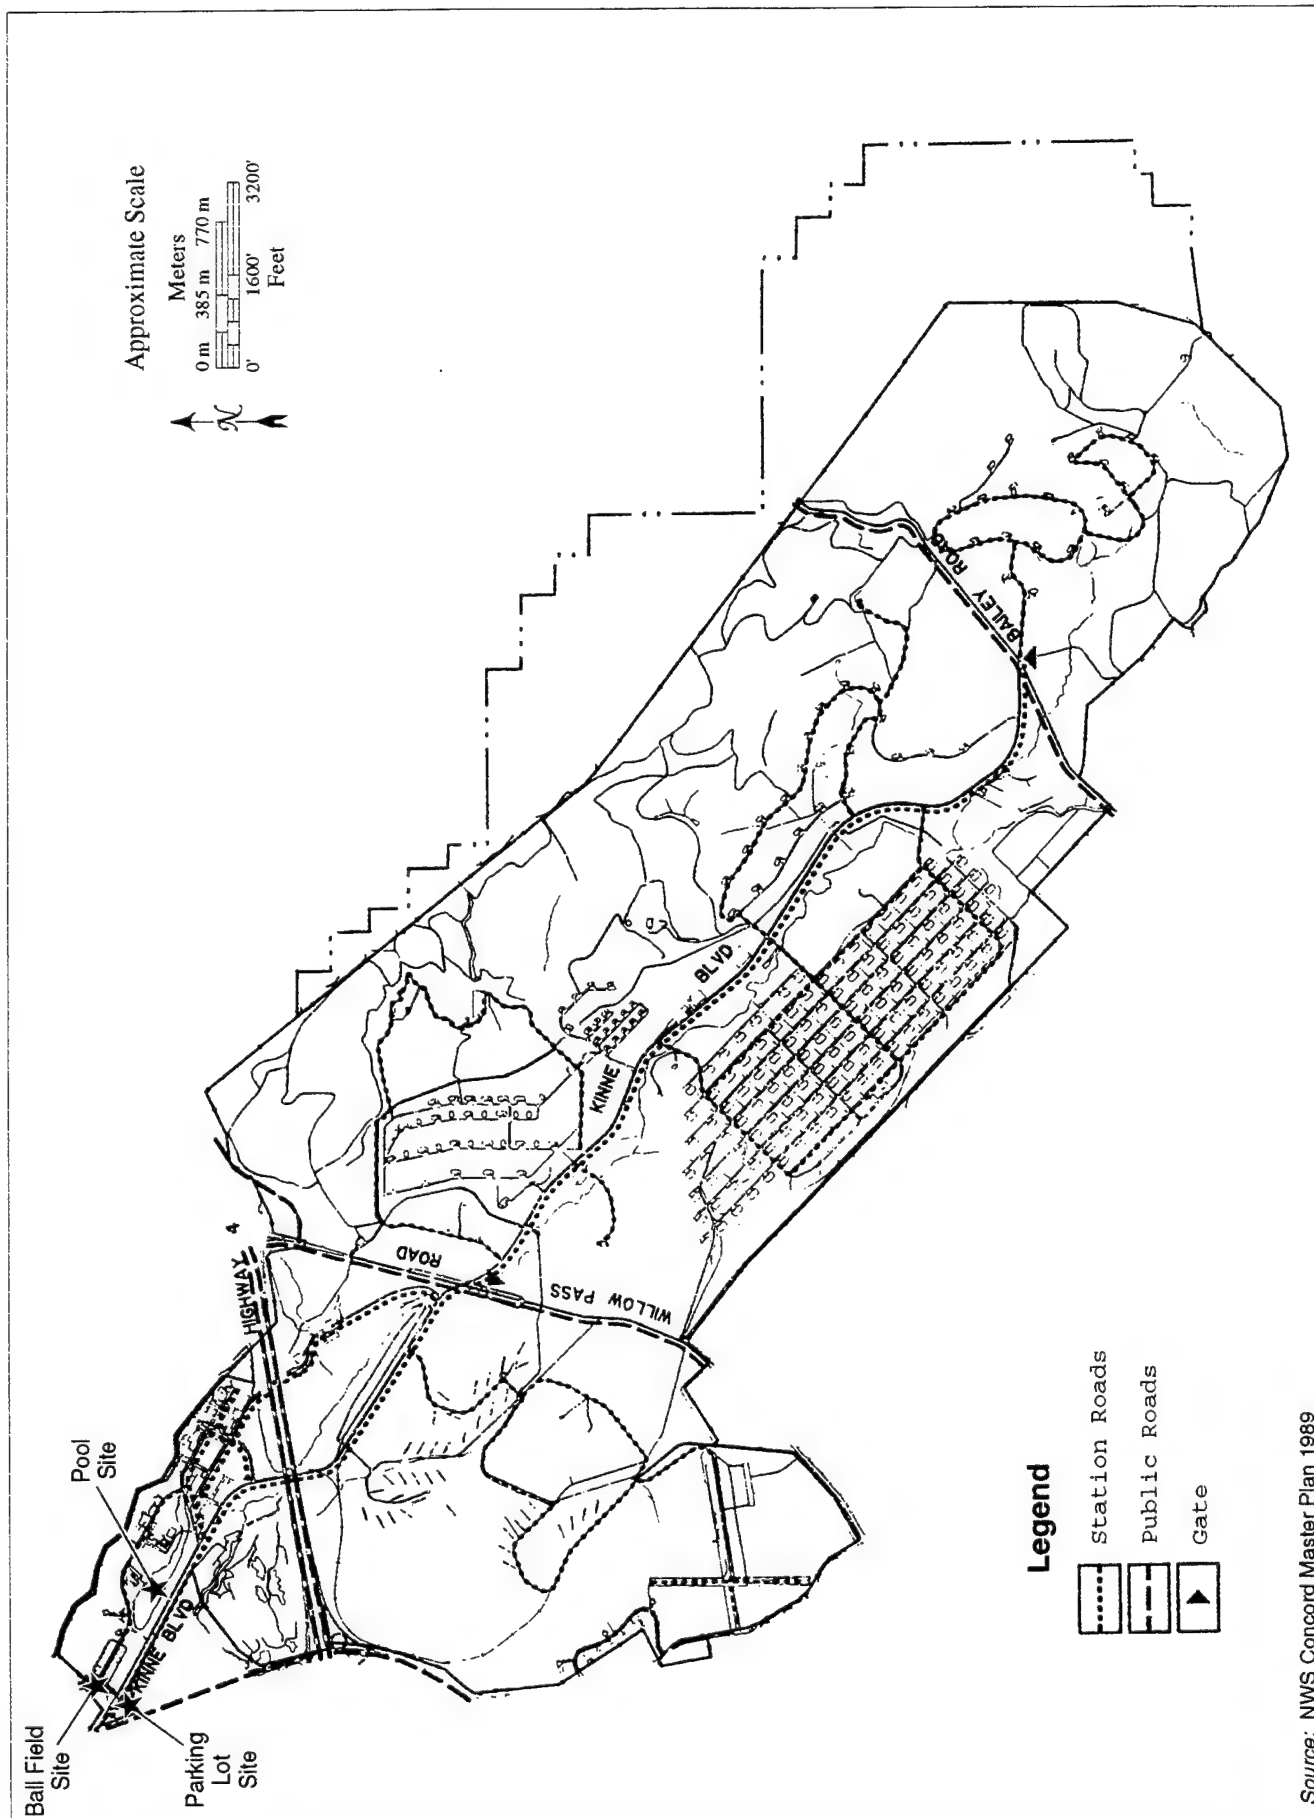 Approximate Scale
Meters
0 m 385 m 770 m
0' 1600' 3200'
Feet
N
Ball Field
Site
Parking
Lot
Site
Pool
Site
KINNE BLVD
HIGHWAY 4
WILLOW PASS ROAD
KINNE BLVD
BAILEY ROAD
Legend
Station Roads
Public Roads
Gate
Source: NWS Concord Master Plan 1989